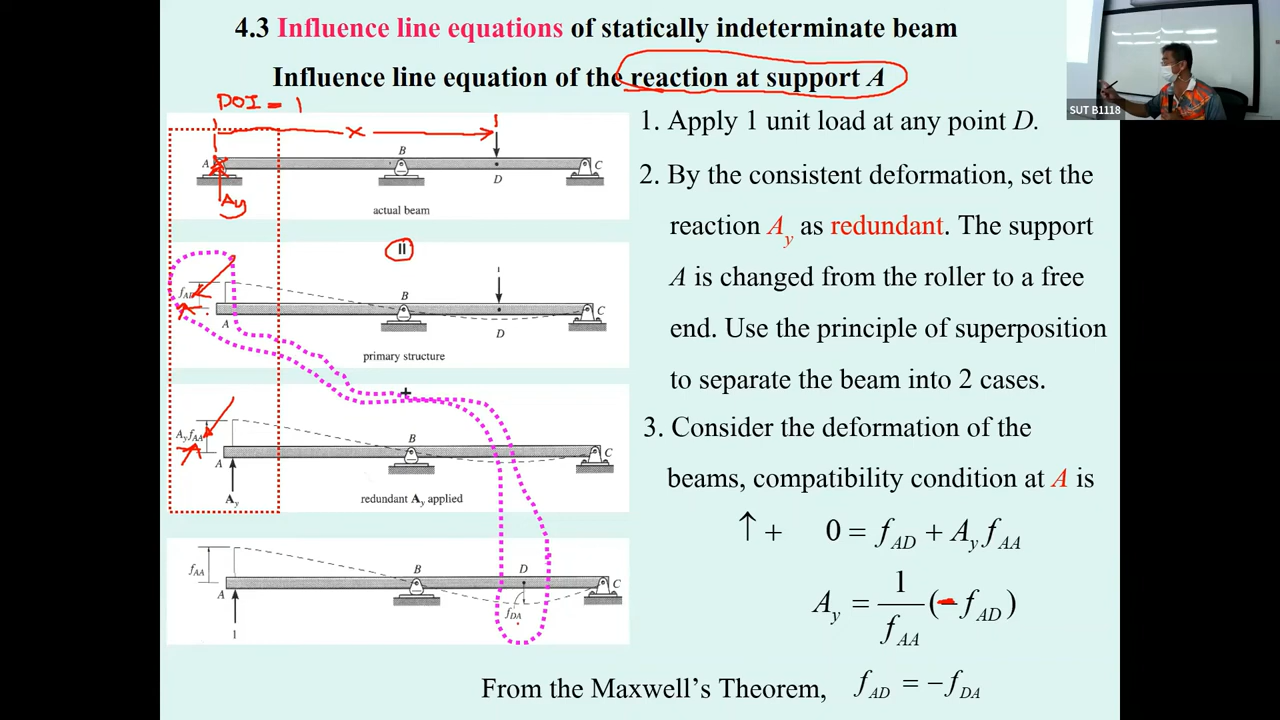 4.3 Influence line equations of statically indeterminate beam
Influence line equation of the reaction at support A
DOI = 1
1
x
1
A
B
D
C
Ay
actual beam
=
1
fAD
A
B
D
C
primary structure
+
AyfAA
A
B
C
Ay
redundant Ay applied
fAA
A
B
D
C
fDA
1
1. Apply 1 unit load at any point D.
2. By the consistent deformation, set the
reaction Ay as redundant. The support
A is changed from the roller to a free
end. Use the principle of superposition
to separate the beam into 2 cases.
3. Consider the deformation of the
beams, compatibility condition at A is
↑+ 0 = fAD + Ay fAA
Ay = 1/fAA (− fAD)
From the Maxwell's Theorem, fAD = −fDA
SUT B1118